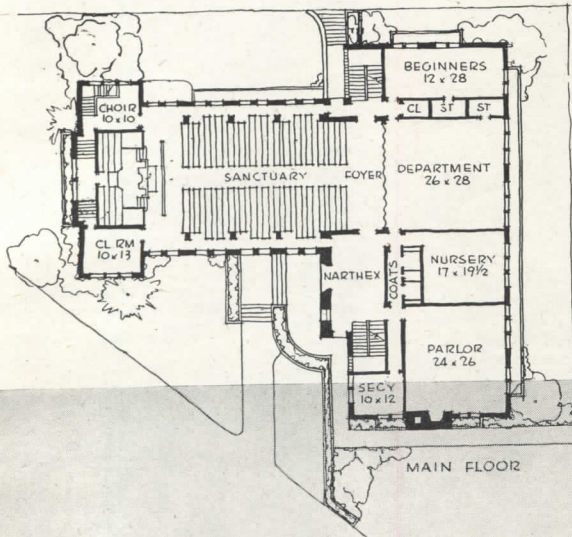 BEGINNERS
12 x 28
CHOIR
10 x 10
CL
ST
ST
SANCTUARY
FOYER
DEPARTMENT
26 x 28
CL RM
10 x 13
NARTHEX
COATS
NURSERY
17 x 19½
PARLOR
24 x 26
SECY
10 x 12
MAIN FLOOR